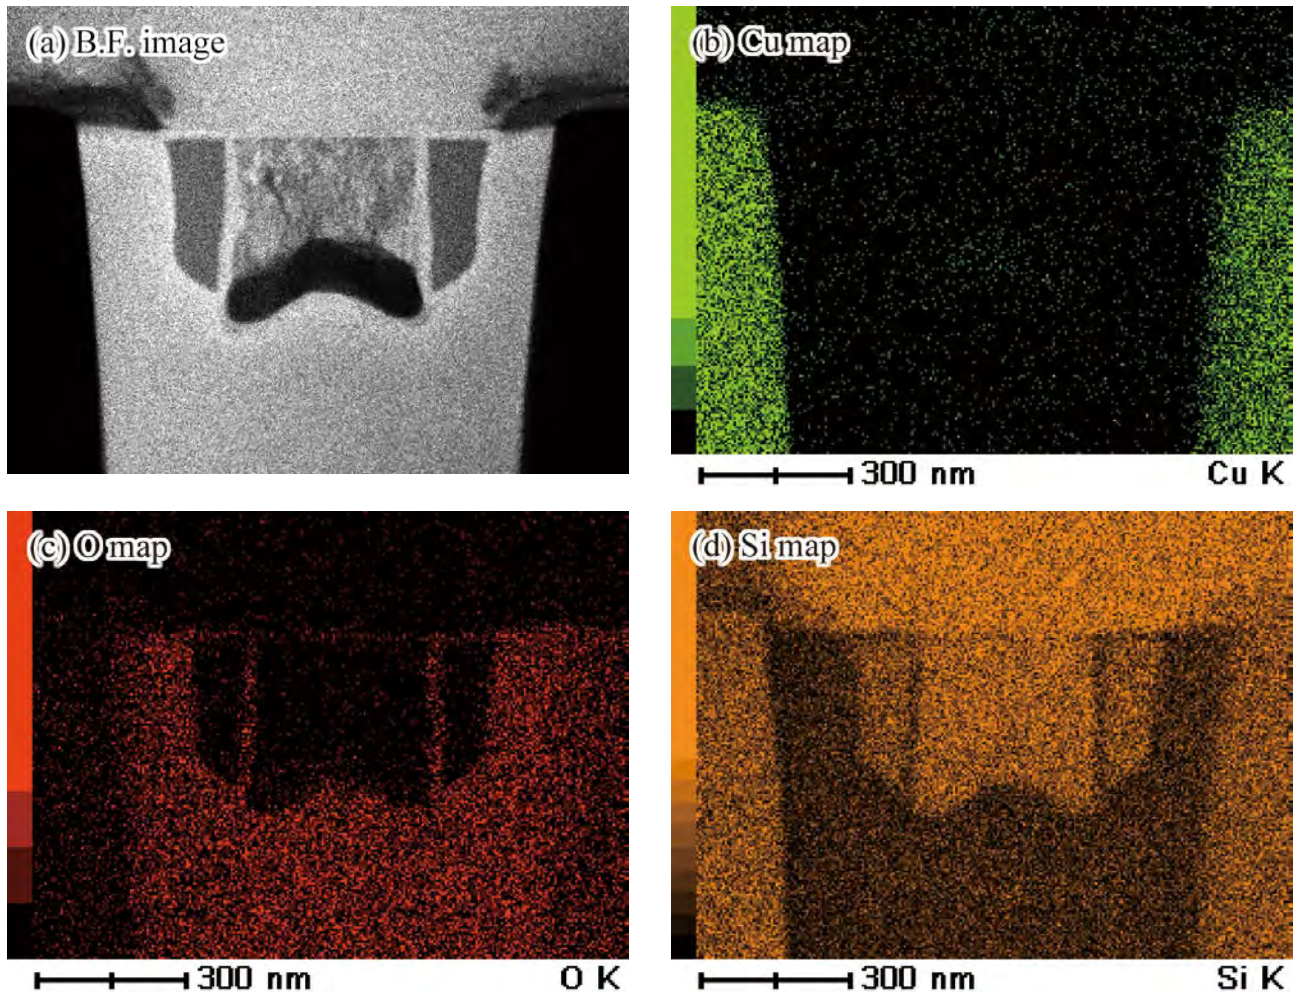 (a) B.F. image
(b) Cu map
300 nm
Cu K
(c) O map
(d) Si map
300 nm
O K
300 nm
Si K